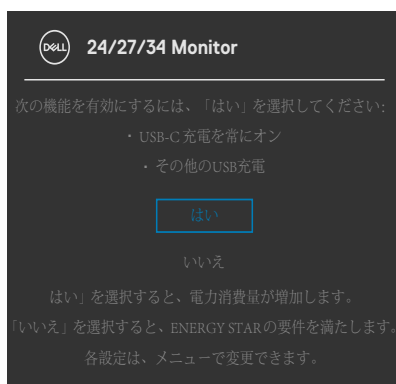 DELL
24/27/34 Monitor
次の機能を有効にするには、「はい」を選択してください:
・USB-C 充電を常にオン
・その他のUSB充電
はい
いいえ
はい」を選択すると、電力消費量が増加します。
「いいえ」を選択すると、ENERGY STARの要件を満たします。
各設定は、メニューで変更できます。